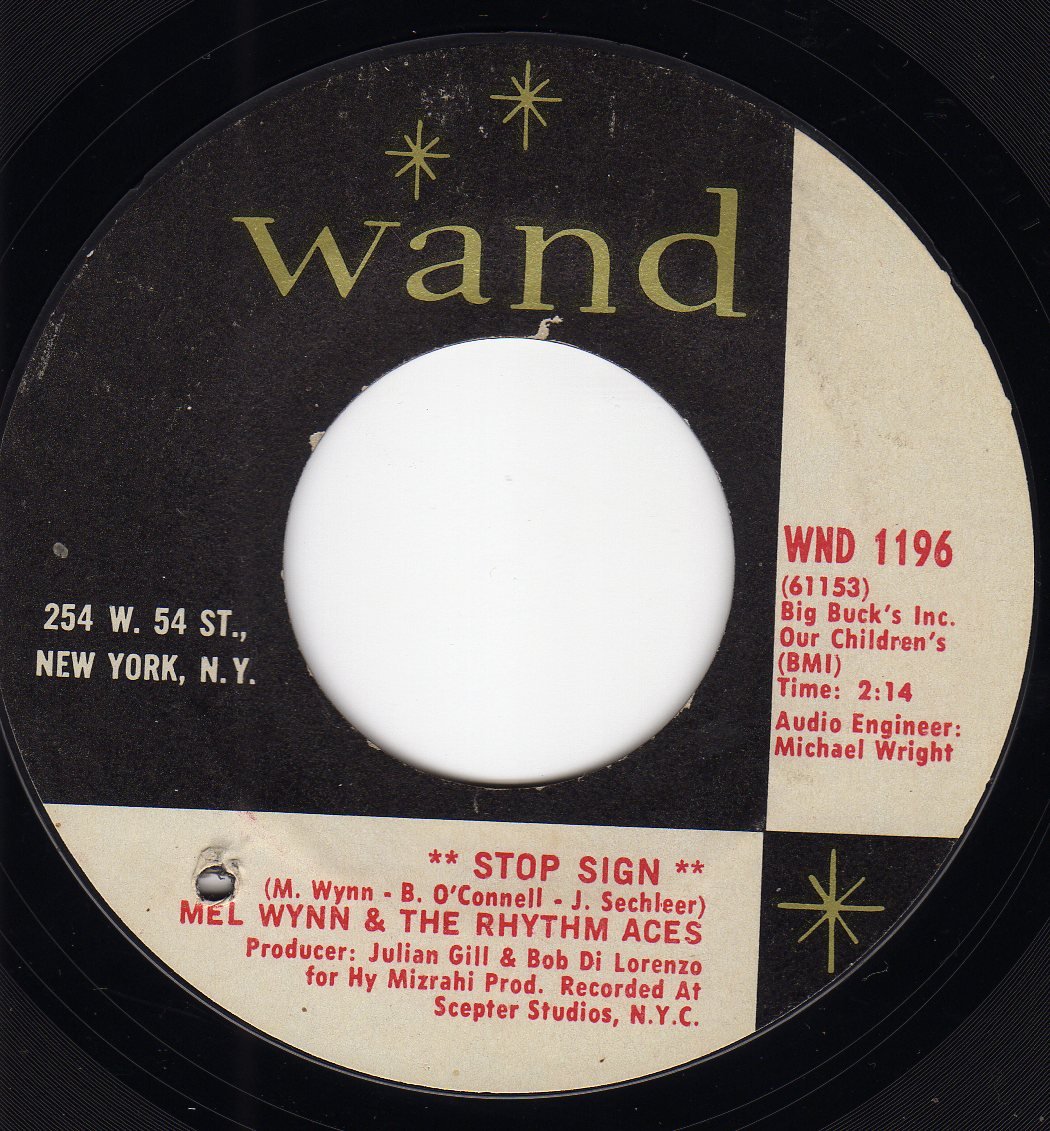 wand
254 W. 54 ST.,
NEW YORK, N.Y.
WND 1196
(61153)
Big Buck's Inc.
Our Children's
(BMI)
Time: 2:14
Audio Engineer:
Michael Wright
** STOP SIGN **
(M. Wynn - B. O'Connell - J. Sechleer)
MEL WYNN & THE RHYTHM ACES
Producer: Julian Gill & Bob Di Lorenzo
for Hy Mizrahi Prod. Recorded At
Scepter Studios, N.Y.C.